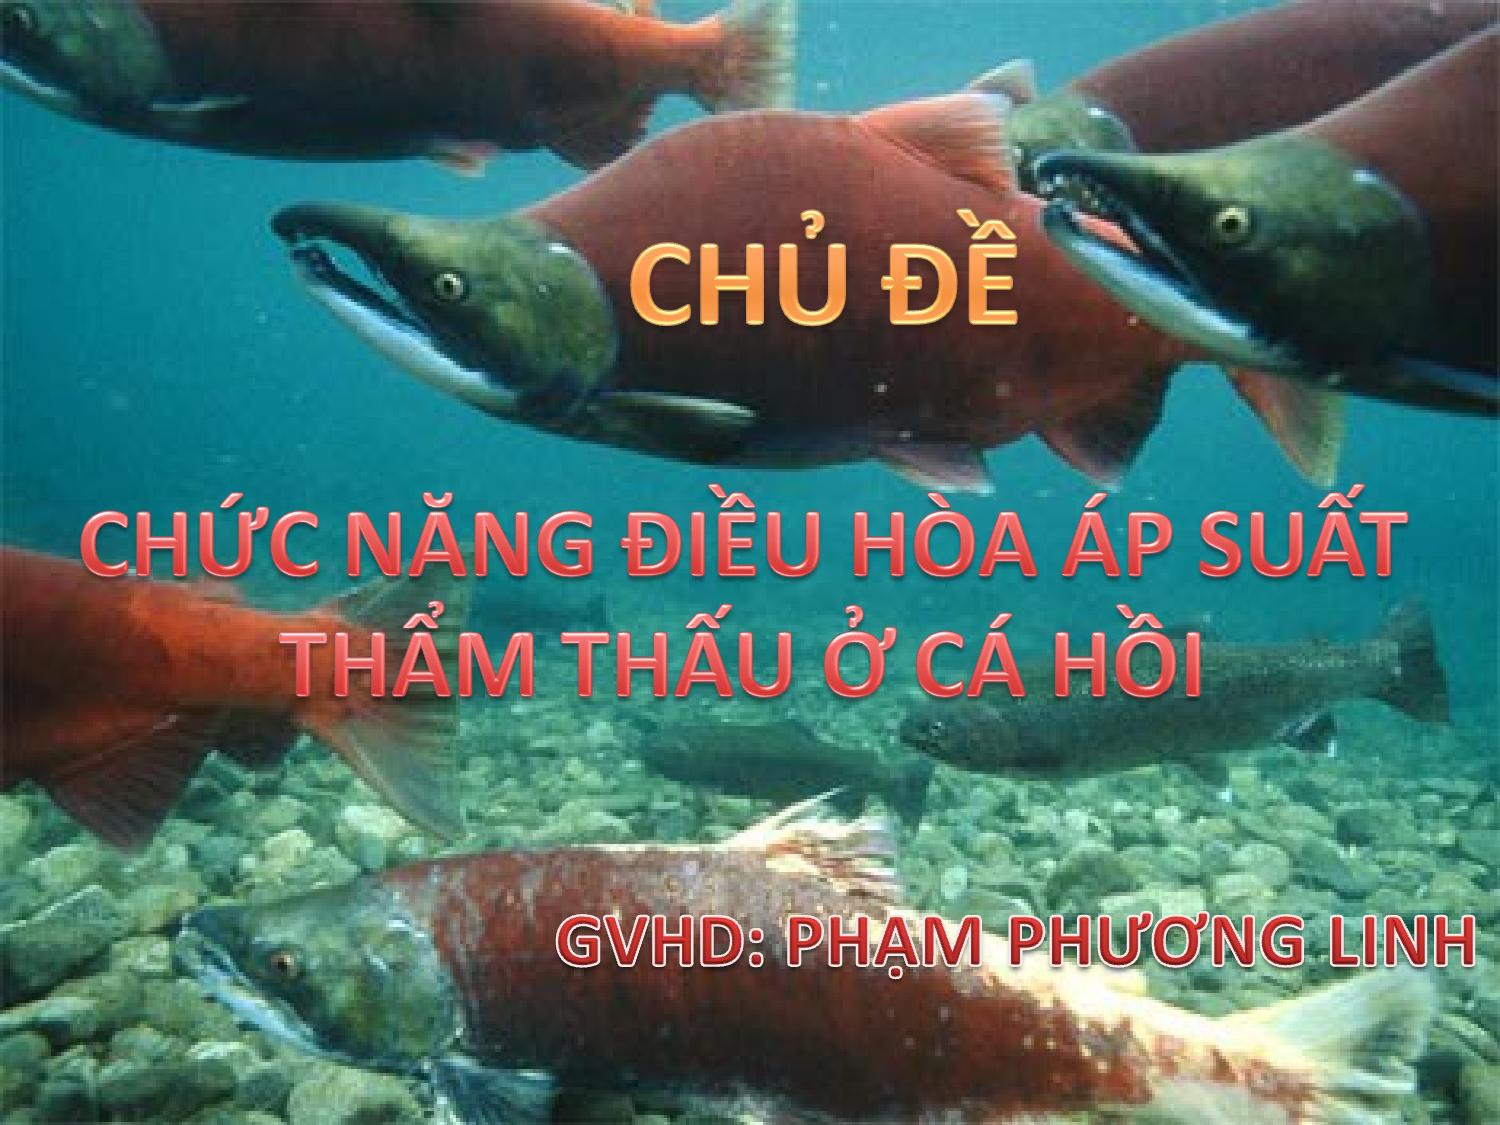 CHỦ ĐỀ
CHỨC NĂNG ĐIỀU HÒA ÁP SUẤT
THẨM THẤU Ở CÁ HỒI
GVHD: PHẠM PHƯƠNG LINH